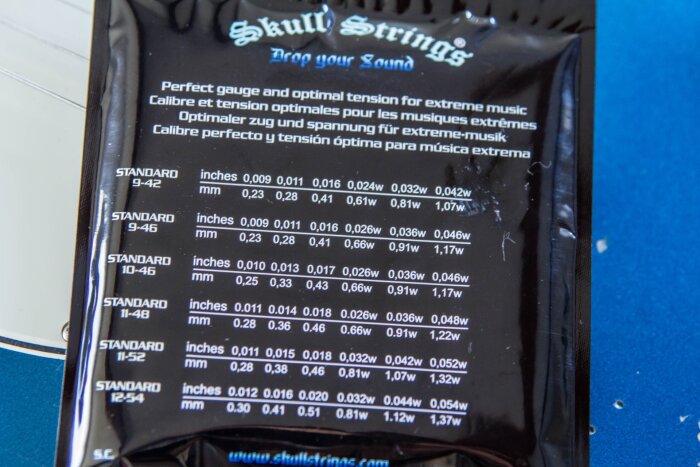 Skull Strings®
Drop your Sound
Perfect gauge and optimal tension for extreme music
Calibre et tension optimales pour les musiques extrêmes
Optimaler zug und spannung für extreme-musik
Calibre perfecto y tensión óptima para música extrema
STANDARD 9-42
inches 0,009 0,011 0,016 0,024w 0,032w 0,042w
mm 0,23 0,28 0,41 0,61w 0,81w 1,07w
STANDARD 9-46
inches 0,009 0,011 0,016 0,026w 0,036w 0,046w
mm 0,23 0,28 0,41 0,66w 0,91w 1,17w
STANDARD 10-46
inches 0,010 0,013 0,017 0,026w 0,036w 0,046w
mm 0,25 0,33 0,43 0,66w 0,91w 1,17w
STANDARD 11-48
inches 0.011 0.014 0.018 0.026w 0.036w 0,048w
mm 0.28 0.36 0.46 0.66w 0.91w 1,22w
STANDARD 11-52
inches 0,011 0,015 0,018 0,032w 0,042w 0,052w
mm 0,28 0,38 0,46 0,81w 1,07w 1,32w
STANDARD 12-54
inches 0.012 0.016 0.020 0.032w 0.044w 0,054w
mm 0.30 0.41 0.51 0.81w 1.12w 1,37w
S.C.
www.skullstrings.com